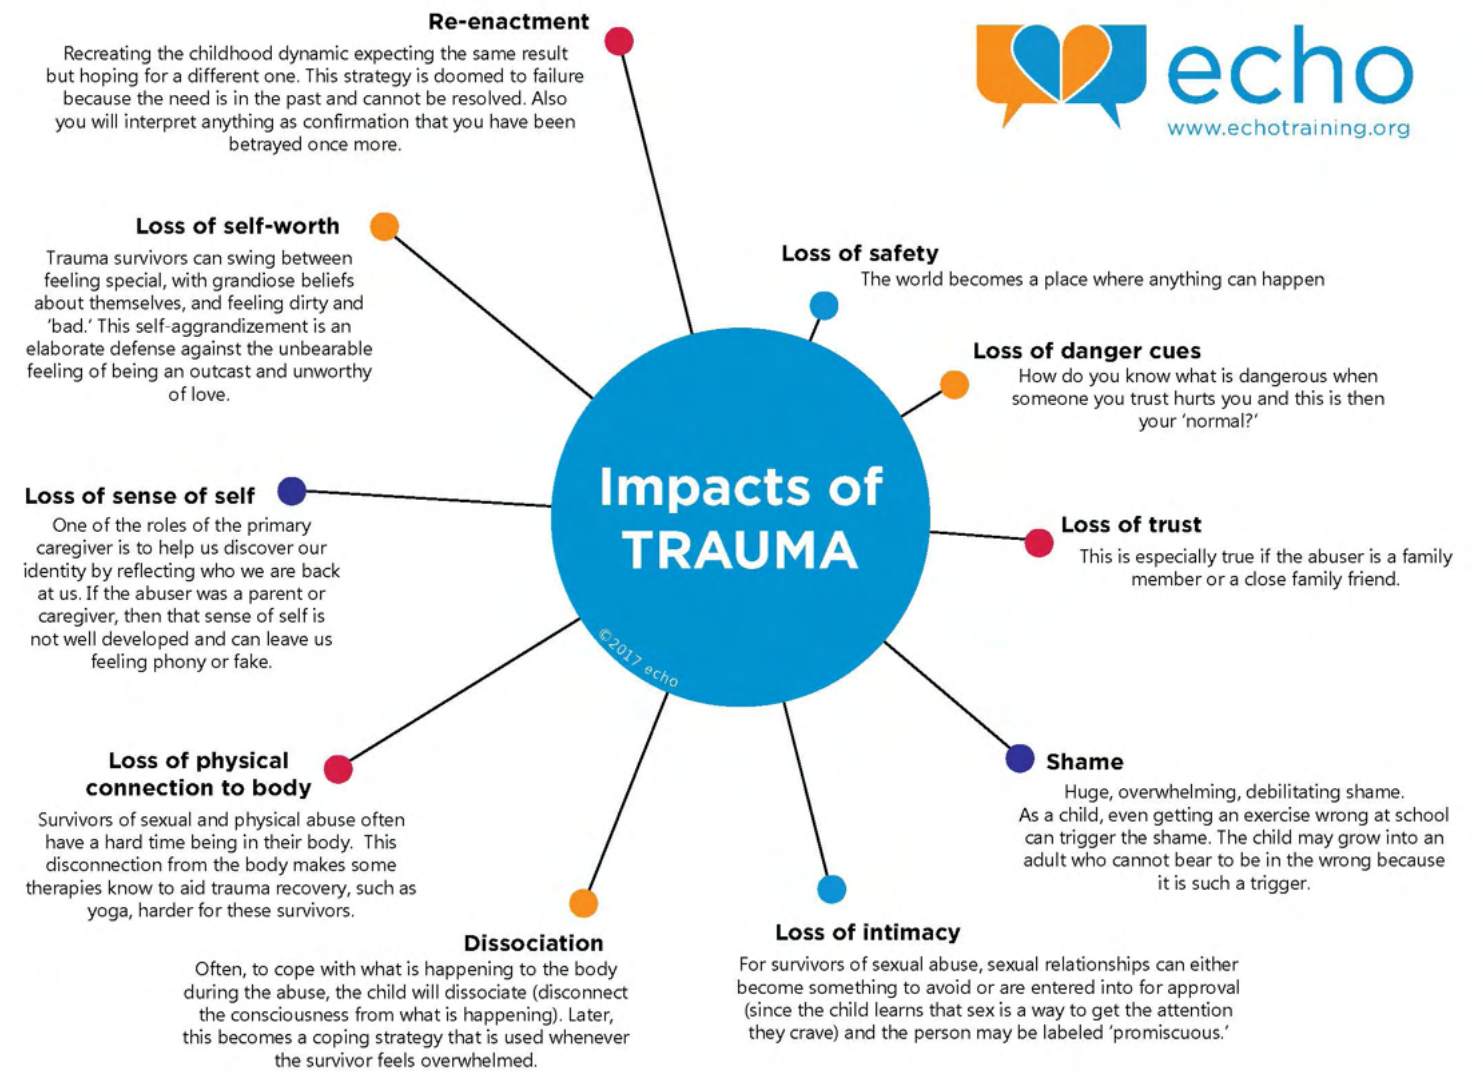 Re-enactment
Recreating the childhood dynamic expecting the same result
but hoping for a different one. This strategy is doomed to failure
because the need is in the past and cannot be resolved. Also
you will interpret anything as confirmation that you have been
betrayed once more.
echo
www.echotraining.org
Loss of self-worth
Trauma survivors can swing between
feeling special, with grandiose beliefs
about themselves, and feeling dirty and
'bad.' This self-aggrandizement is an
elaborate defense against the unbearable
feeling of being an outcast and unworthy
of love.
Loss of safety
The world becomes a place where anything can happen
Loss of danger cues
How do you know what is dangerous when
someone you trust hurts you and this is then
your 'normal?'
Impacts of
TRAUMA
©2017 echo
Loss of sense of self
One of the roles of the primary
caregiver is to help us discover our
identity by reflecting who we are back
at us. If the abuser was a parent or
caregiver, then that sense of self is
not well developed and can leave us
feeling phony or fake.
Loss of trust
This is especially true if the abuser is a family
member or a close family friend.
Loss of physical
connection to body
Survivors of sexual and physical abuse often
have a hard time being in their body. This
disconnection from the body makes some
therapies know to aid trauma recovery, such as
yoga, harder for these survivors.
Shame
Huge, overwhelming, debilitating shame.
As a child, even getting an exercise wrong at school
can trigger the shame. The child may grow into an
adult who cannot bear to be in the wrong because
it is such a trigger.
Dissociation
Often, to cope with what is happening to the body
during the abuse, the child will dissociate (disconnect
the consciousness from what is happening). Later,
this becomes a coping strategy that is used whenever
the survivor feels overwhelmed.
Loss of intimacy
For survivors of sexual abuse, sexual relationships can either
become something to avoid or are entered into for approval
(since the child learns that sex is a way to get the attention
they crave) and the person may be labeled 'promiscuous.'